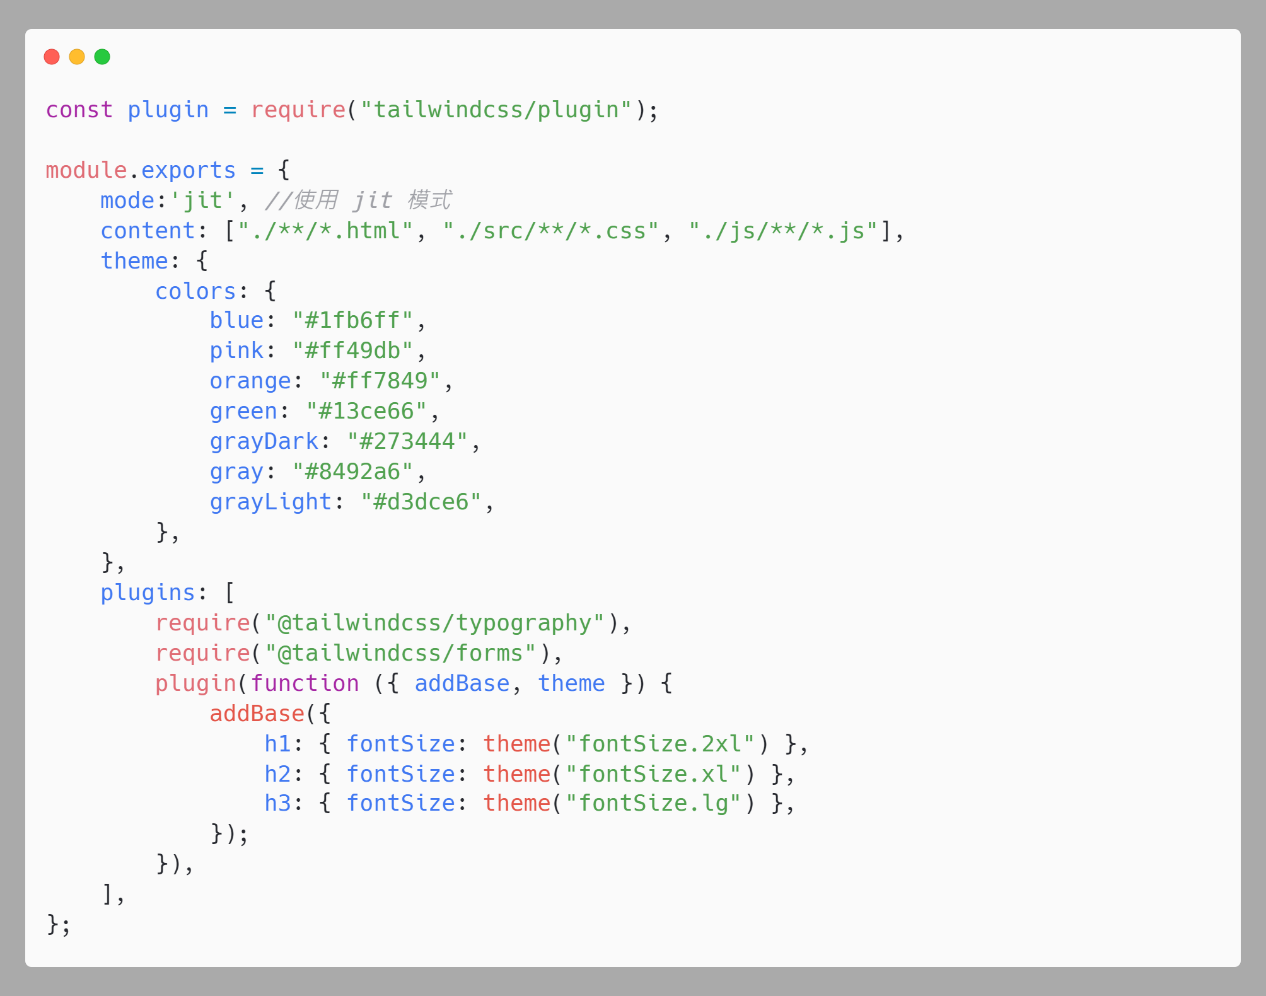 const plugin = require("tailwindcss/plugin");

module.exports = {
    mode:'jit', //使用 jit 模式
    content: ["./**/*.html", "./src/**/*.css", "./js/**/*.js"],
    theme: {
        colors: {
            blue: "#1fb6ff",
            pink: "#ff49db",
            orange: "#ff7849",
            green: "#13ce66",
            grayDark: "#273444",
            gray: "#8492a6",
            grayLight: "#d3dce6",
        },
    },
    plugins: [
        require("@tailwindcss/typography"),
        require("@tailwindcss/forms"),
        plugin(function ({ addBase, theme }) {
            addBase({
                h1: { fontSize: theme("fontSize.2xl") },
                h2: { fontSize: theme("fontSize.xl") },
                h3: { fontSize: theme("fontSize.lg") },
            });
        }),
    ],
};